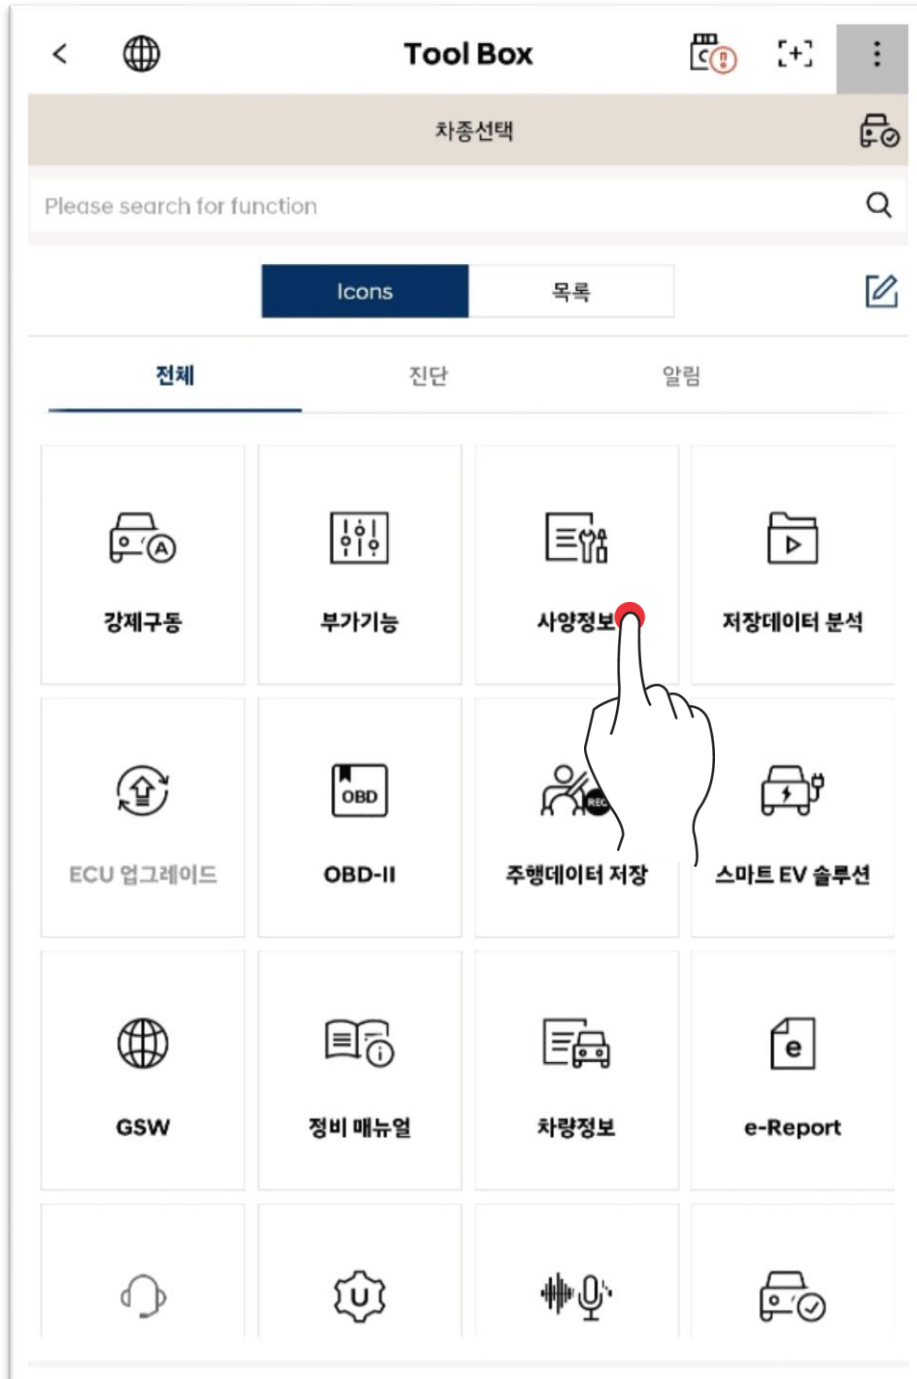 Tool Box
차종선택
Please search for function
Icons 목록
전체 진단 알림
강제구동 부가기능 사양정보 저장데이터 분석
OBD
REC
ECU 업그레이드 OBD-II 주행데이터 저장 스마트 EV 솔루션
e
GSW 정비 매뉴얼 차량정보 e-Report
U